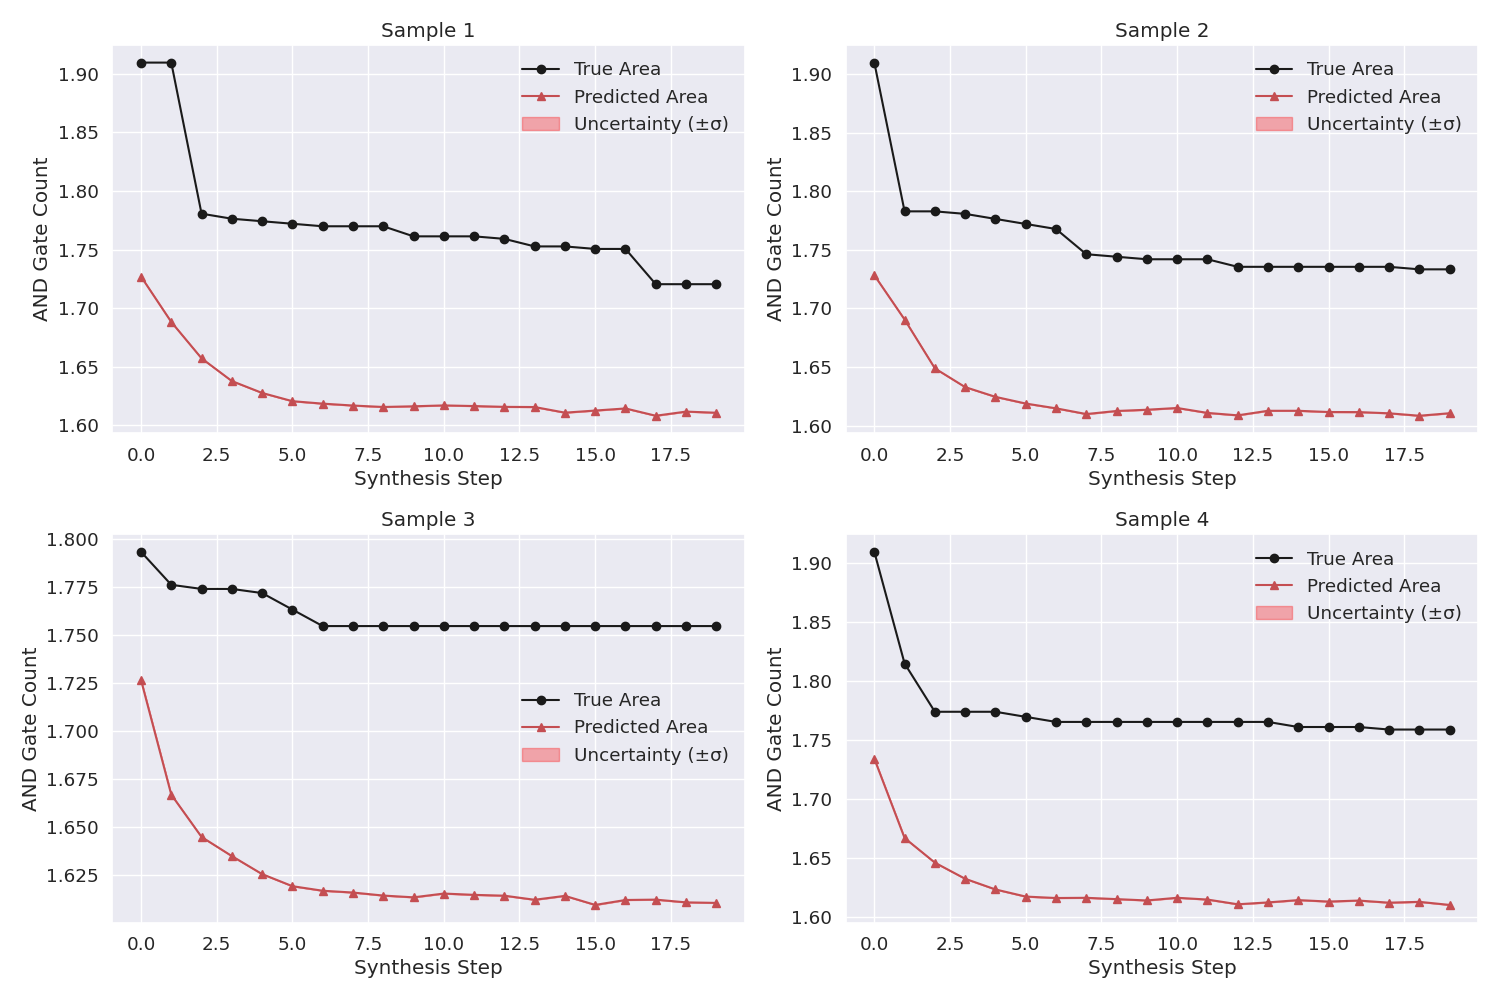 Sample 1
AND Gate Count
1.90
1.85
1.80
1.75
1.70
1.65
1.60
True Area
Predicted Area
Uncertainty (±σ)
0.0 2.5 5.0 7.5 10.0 12.5 15.0 17.5
Synthesis Step
Sample 2
AND Gate Count
1.90
1.85
1.80
1.75
1.70
1.65
1.60
True Area
Predicted Area
Uncertainty (±σ)
0.0 2.5 5.0 7.5 10.0 12.5 15.0 17.5
Synthesis Step
Sample 3
AND Gate Count
1.800
1.775
1.750
1.725
1.700
1.675
1.650
1.625
True Area
Predicted Area
Uncertainty (±σ)
0.0 2.5 5.0 7.5 10.0 12.5 15.0 17.5
Synthesis Step
Sample 4
AND Gate Count
1.90
1.85
1.80
1.75
1.70
1.65
1.60
True Area
Predicted Area
Uncertainty (±σ)
0.0 2.5 5.0 7.5 10.0 12.5 15.0 17.5
Synthesis Step